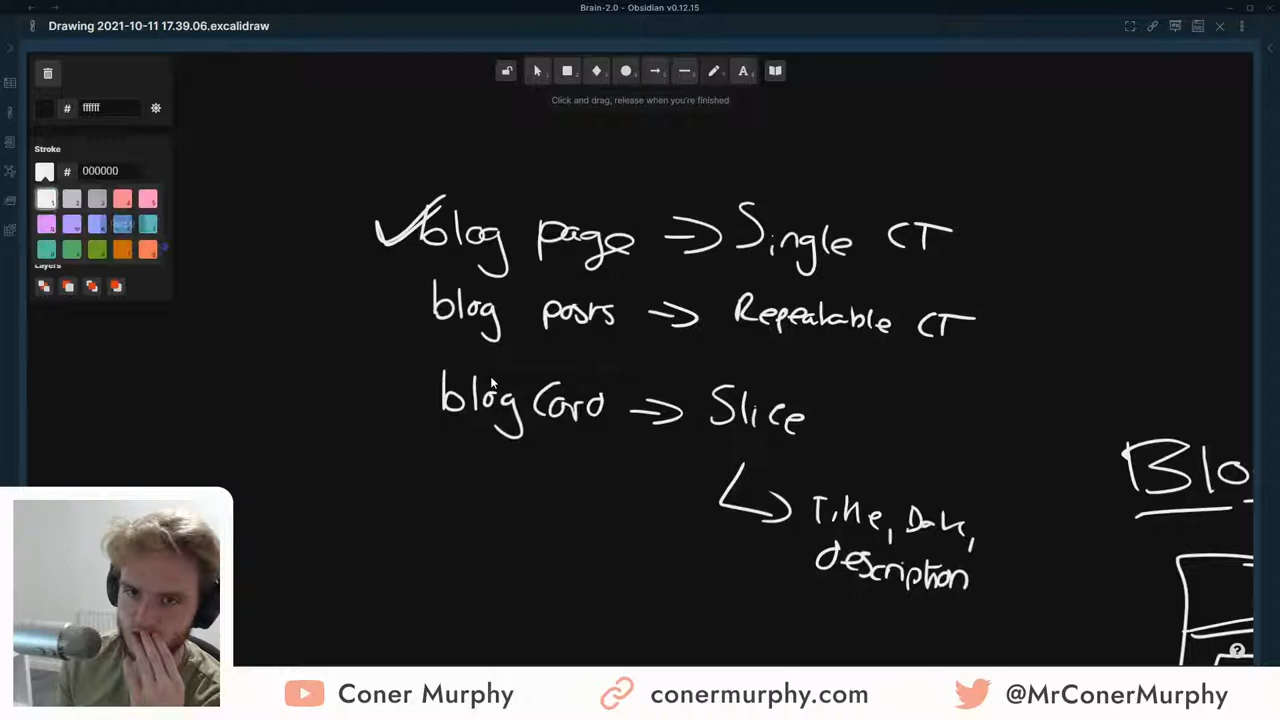 Brain-2.0 - Obsidian v0.12.15
Drawing 2021-10-11 17.39.06.excalidraw
# ffffff
Click and drag, release when you're finished
Stroke
# 000000
Layers
blog page → Single CT
blog posts → Repeatable CT
blog Card → Slice
Title, Date,
description
Blo
Coner Murphy
conermurphy.com
@MrConerMurphy